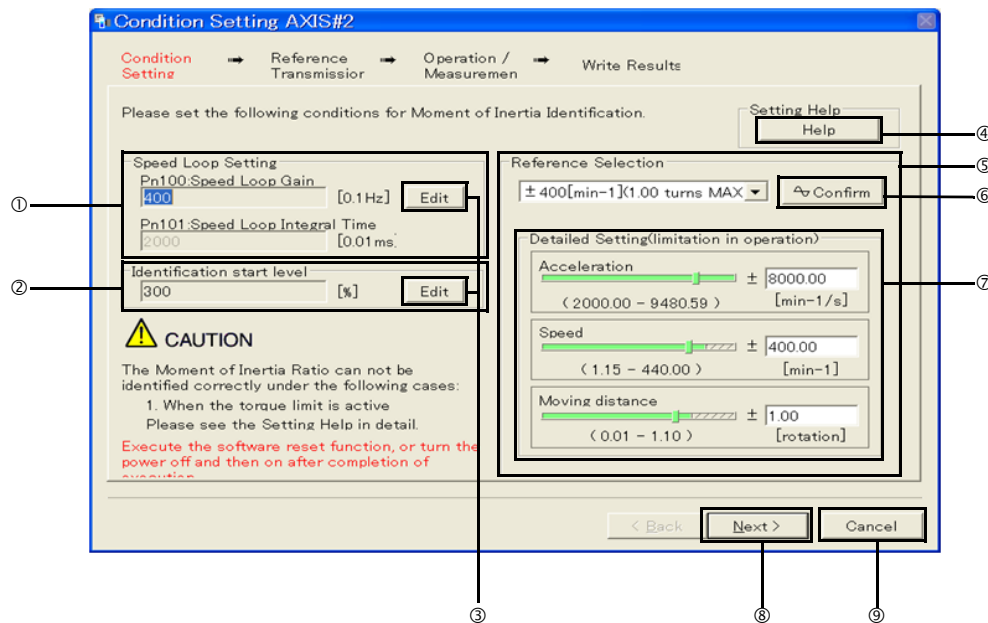 Condition Setting AXIS#2
Condition Setting
Reference Transmissior
Operation / Measuremen
Write Results
Please set the following conditions for Moment of Inertia Identification.
Setting Help
Help
④
Speed Loop Setting
Pn100:Speed Loop Gain
400
[0.1Hz]
Edit
Pn101:Speed Loop Integral Time
2000
[0.01ms]
①
Identification start level
300
[%]
Edit
②
③
CAUTION
The Moment of Inertia Ratio can not be
identified correctly under the following cases:
1. When the torque limit is active
Please see the Setting Help in detail.
Execute the software reset function, or turn the
power off and then on after completion of
Reference Selection
⑤
±400[min-1](1.00 turns MAX
Confirm
⑥
Detailed Setting(limitation in operation)
⑦
Acceleration
± 8000.00
(2000.00 - 9480.59)
[min-1/s]
Speed
± 400.00
(1.15 - 440.00)
[min-1]
Moving distance
± 1.00
(0.01 - 1.10)
[rotation]
< Back
Next >
Cancel
⑧
⑨